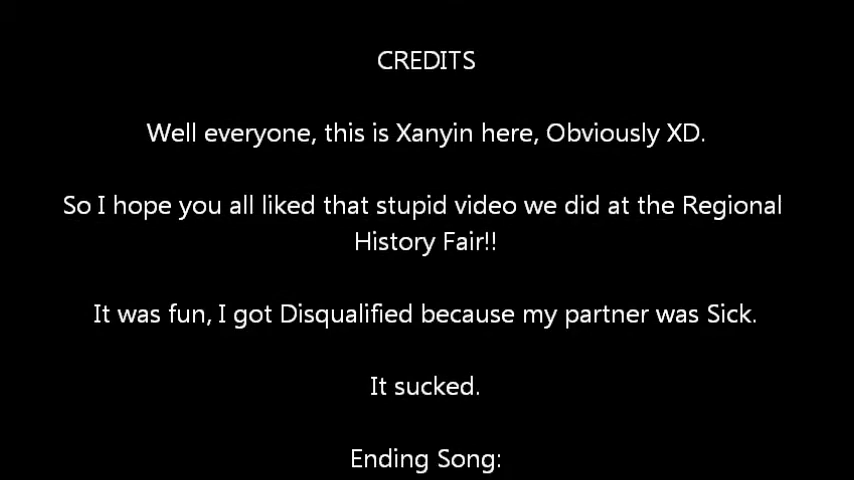 CREDITS
Well everyone, this is Xanyin here, Obviously XD.
So I hope you all liked that stupid video we did at the Regional
History Fair!!
It was fun, I got Disqualified because my partner was Sick.
It sucked.
Ending Song: